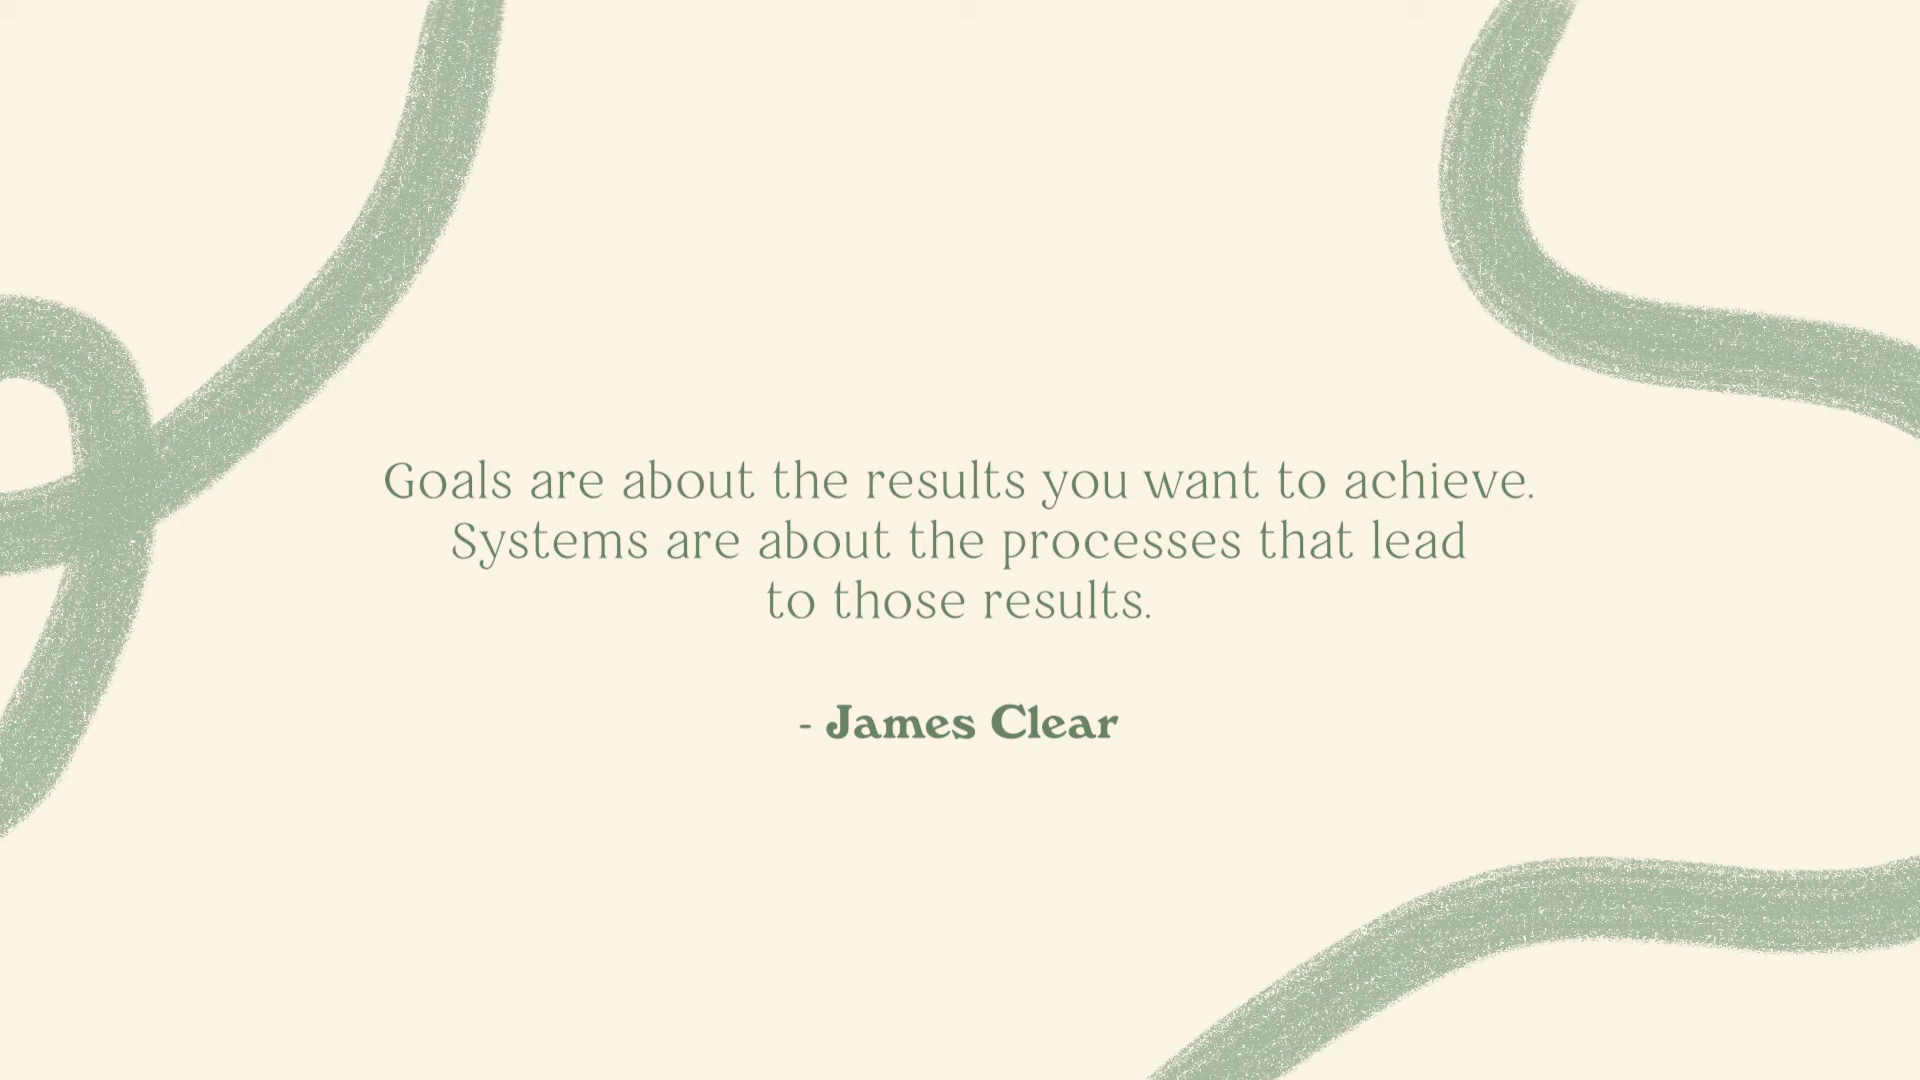 Goals are about the results you want to achieve.
Systems are about the processes that lead
to those results.
- James Clear